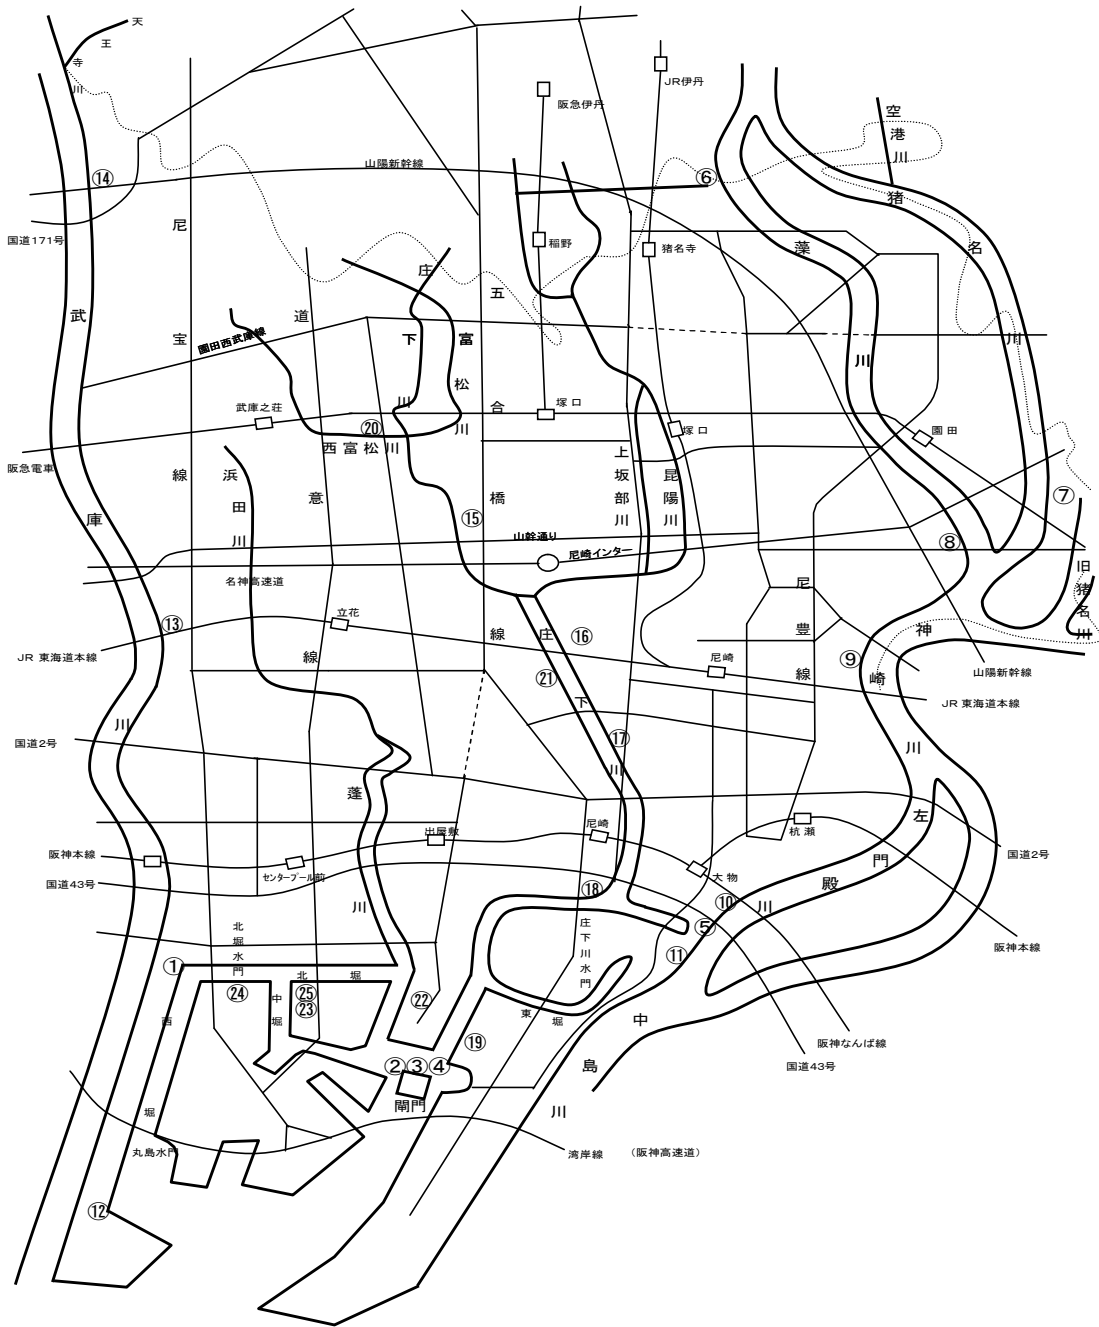 天王寺川
JR伊丹
阪急伊丹
空港川
山陽新幹線
⑭
⑥
猪名川
国道171号
尼宝線
稲野
猪名寺
藻川
武庫川
道意線
庄下川
五合橋線
富松川
園田西武庫線
武庫之荘
塚口
塚口
園田
⑳
西富松川
阪急電車
浜田川
上坂部川
昆陽川
⑦
⑮
山幹通り
尼崎インター
⑧
旧猪名川
名神高速道
尼豊線
立花
⑬
⑯
庄下川
神崎川
JR 東海道本線
尼崎
⑨
山陽新幹線
㉑
JR 東海道本線
国道2号
⑰
蓬川
左門殿川
出屋敷
尼崎
杭瀬
阪神本線
センタープール前
大物
国道2号
国道43号
⑱
⑩
北堀水門
庄下川水門
⑤
阪神本線
①
北堀
⑪
㉔
中堀
㉕
㉓
㉒
西堀
東堀
中島川
⑲
阪神なんば線
②③④
国道43号
閘門
丸島水門
湾岸線
(阪神高速道)
⑫